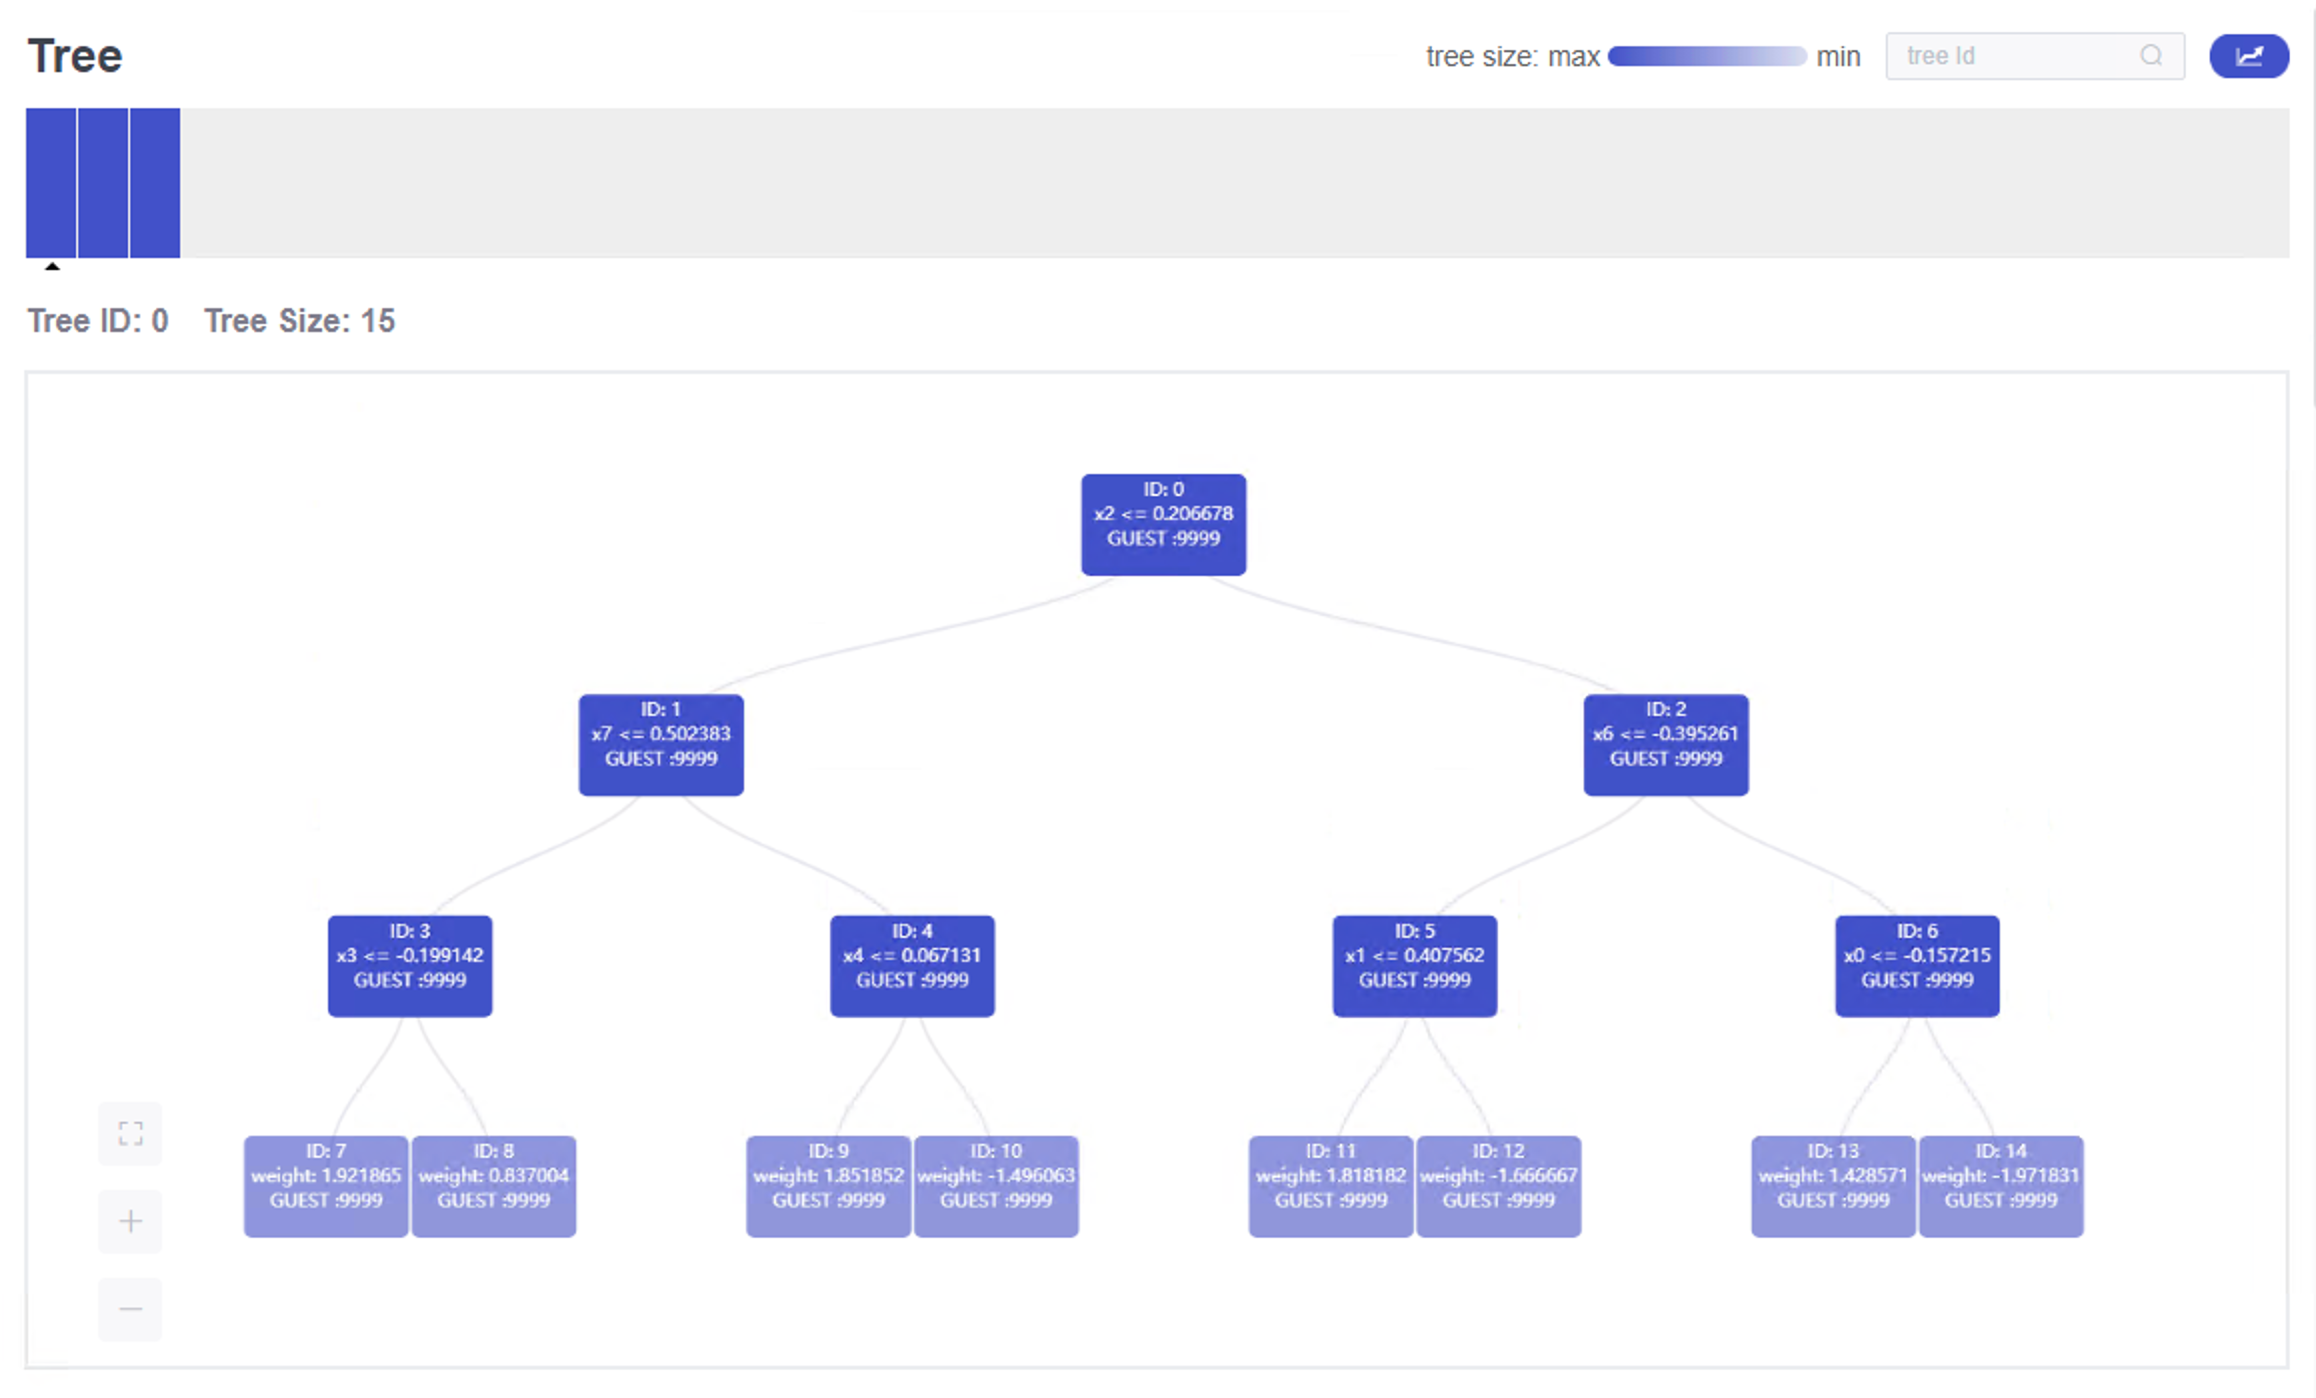 Tree
tree size: max min
tree Id
Tree ID: 0 Tree Size: 15
ID: 0
x2 <= 0.206678
GUEST :9999
ID: 1
x7 <= 0.502383
GUEST :9999
ID: 2
x6 <= -0.395261
GUEST :9999
ID: 3
x3 <= -0.199142
GUEST :9999
ID: 4
x4 <= 0.067131
GUEST :9999
ID: 5
x1 <= 0.407562
GUEST :9999
ID: 6
x0 <= -0.157215
GUEST :9999
ID: 7
weight: 1.921865
GUEST :9999
ID: 8
weight: 0.837004
GUEST :9999
ID: 9
weight: 1.851852
GUEST :9999
ID: 10
weight: -1.496063
GUEST :9999
ID: 11
weight: 1.818182
GUEST :9999
ID: 12
weight: -1.666667
GUEST :9999
ID: 13
weight: 1.428571
GUEST :9999
ID: 14
weight: -1.971831
GUEST :9999